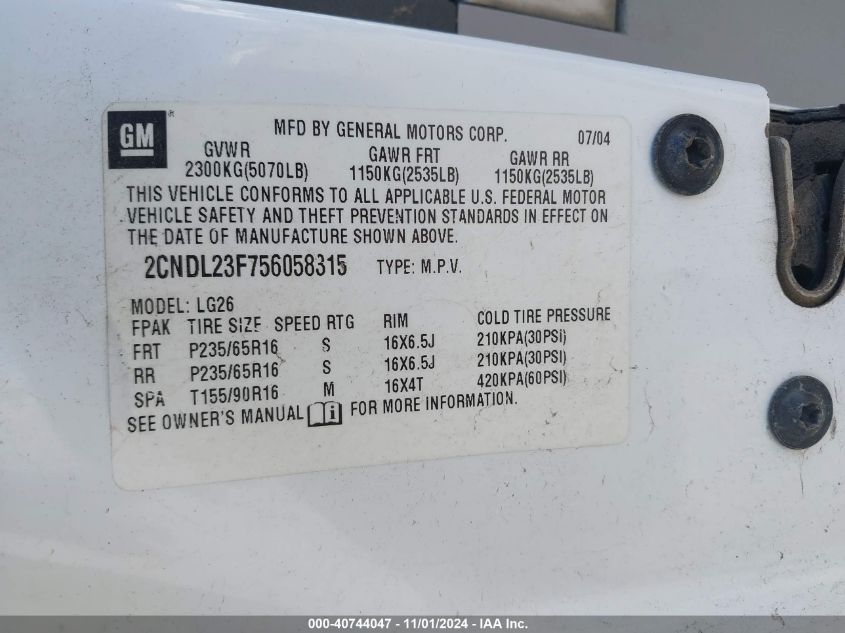 GM
MFD BY GENERAL MOTORS CORP. 07/04
GVWR GAWR FRT GAWR RR
2300KG(5070LB) 1150KG(2535LB) 1150KG(2535LB)
THIS VEHICLE CONFORMS TO ALL APPLICABLE U.S. FEDERAL MOTOR
VEHICLE SAFETY AND THEFT PREVENTION STANDARDS IN EFFECT ON
THE DATE OF MANUFACTURE SHOWN ABOVE.
2CNDL23F756058315 TYPE: M.P.V.
MODEL: LG26
FPAK TIRE SIZE SPEED RTG RIM COLD TIRE PRESSURE
FRT P235/65R16 S 16X6.5J 210KPA(30PSI)
RR P235/65R16 S 16X6.5J 210KPA(30PSI)
SPA T155/90R16 M 16X4T 420KPA(60PSI)
SEE OWNER'S MANUAL i FOR MORE INFORMATION.
000-40744047 - 11/01/2024 - IAA Inc.